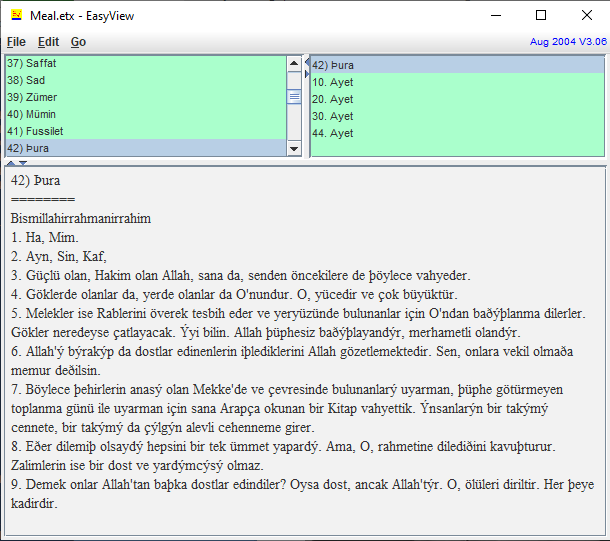 Meal.etx - EasyView
File Edit Go
Aug 2004 V3.06
37) Saffat
38) Sad
39) Zümer
40) Mümin
41) Fussilet
42) Þura
42) Þura
10. Ayet
20. Ayet
30. Ayet
44. Ayet
42) Þura
========
Bismillahirrahmanirrahim
1. Ha, Mim.
2. Ayn, Sin, Kaf,
3. Güçlü olan, Hakim olan Allah, sana da, senden öncekilere de þöylece vahyeder.
4. Göklerde olanlar da, yerde olanlar da O'nundur. O, yücedir ve çok büyüktür.
5. Melekler ise Rablerini överek tesbih eder ve yeryüzünde bulunanlar için O'ndan baðýþlanma dilerler.
Gökler neredeyse çatlayacak. Ýyi bilin. Allah þüphesiz baðýþlayandýr, merhametli olandýr.
6. Allah'ý býrakýp da dostlar edinenlerin iþlediklerini Allah gözetlemektedir. Sen, onlara vekil olmaða
memur deðilsin.
7. Böylece þehirlerin anasý olan Mekke'de ve çevresinde bulunanlarý uyarman, þüphe götürmeyen
toplanma günü ile uyarman için sana Arapça okunan bir Kitap vahyettik. Ýnsanlarýn bir takýmý
cennete, bir takýmý da çýlgýn alevli cehenneme girer.
8. Eðer dilemiþ olsaydý hepsini bir tek ümmet yapardý. Ama, O, rahmetine dilediðini kavuþturur.
Zalimlerin ise bir dost ve yardýmcýsý olmaz.
9. Demek onlar Allah'tan baþka dostlar edindiler? Oysa dost, ancak Allah'týr. O, ölüleri diriltir. Her þeye
kadirdir.